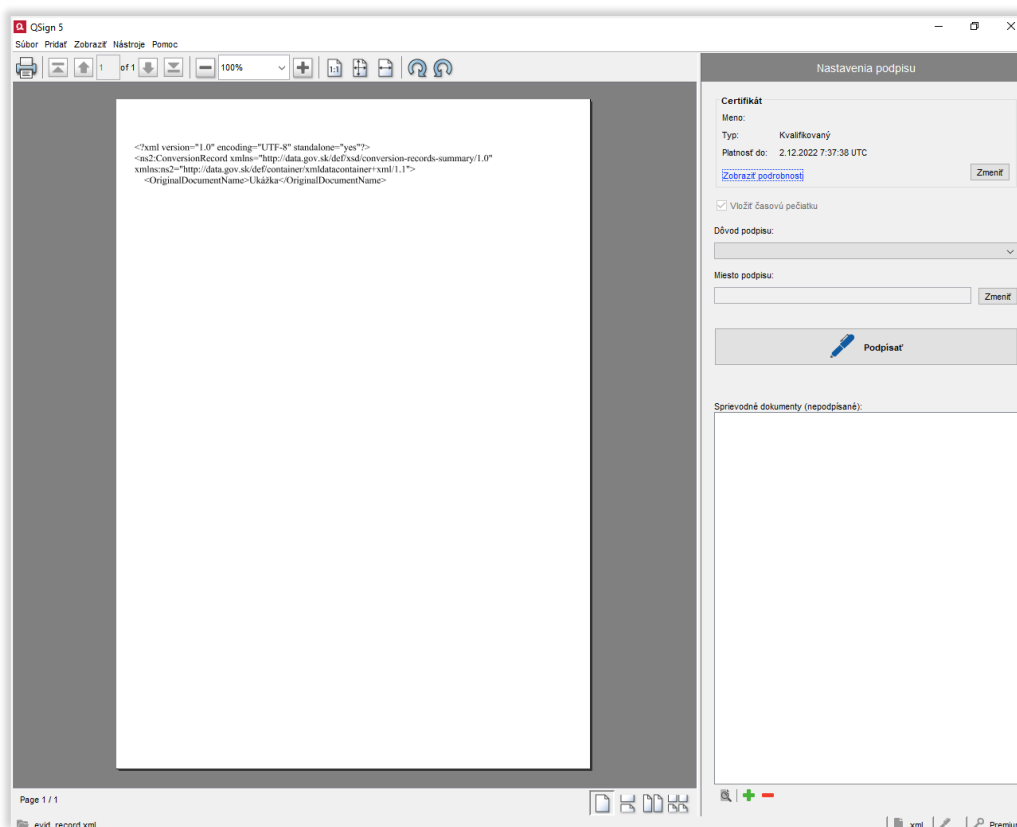 QSign 5
Súbor Pridať Zobraziť Nástroje Pomoc
1 of 1 100% 1:1
Nastavenia podpisu
<?xml version="1.0" encoding="UTF-8" standalone="yes"?>
<ns2:ConversionRecord xmlns="http://data.gov.sk/def/xsd/conversion-records-summary/1.0"
xmlns:ns2="http://data.gov.sk/def/container/xmldatacontainer+xml/1.1">
<OriginalDocumentName>Ukážka</OriginalDocumentName>
Certifikát
Meno:
Typ: Kvalifikovaný
Platnosť do: 2.12.2022 7:37:38 UTC
Zobraziť podrobnosti Zmeniť
Vložiť časovú pečiatku
Dôvod podpisu:
Miesto podpisu:
Zmeniť
Podpísať
Sprievodné dokumenty (nepodpísané):
Page 1 / 1
evid_record.xml xml Premium